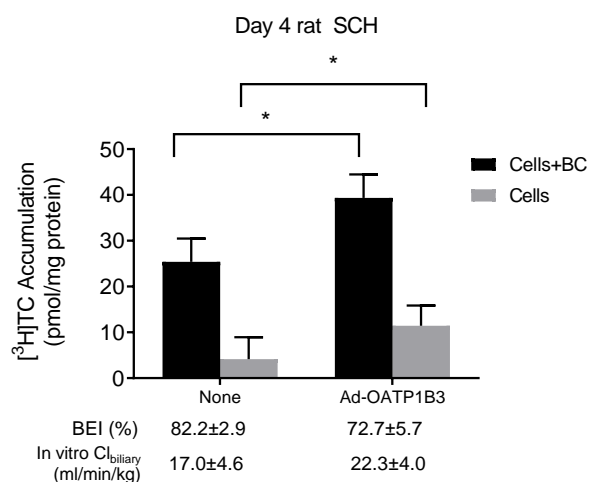 Day 4 rat SCH
*
*
[³H]TC Accumulation
(pmol/mg protein)
50
40
30
20
10
0
Cells+BC
Cells
None Ad-OATP1B3
BEI (%) 82.2±2.9 72.7±5.7
In vitro Cl_biliary
(ml/min/kg) 17.0±4.6 22.3±4.0